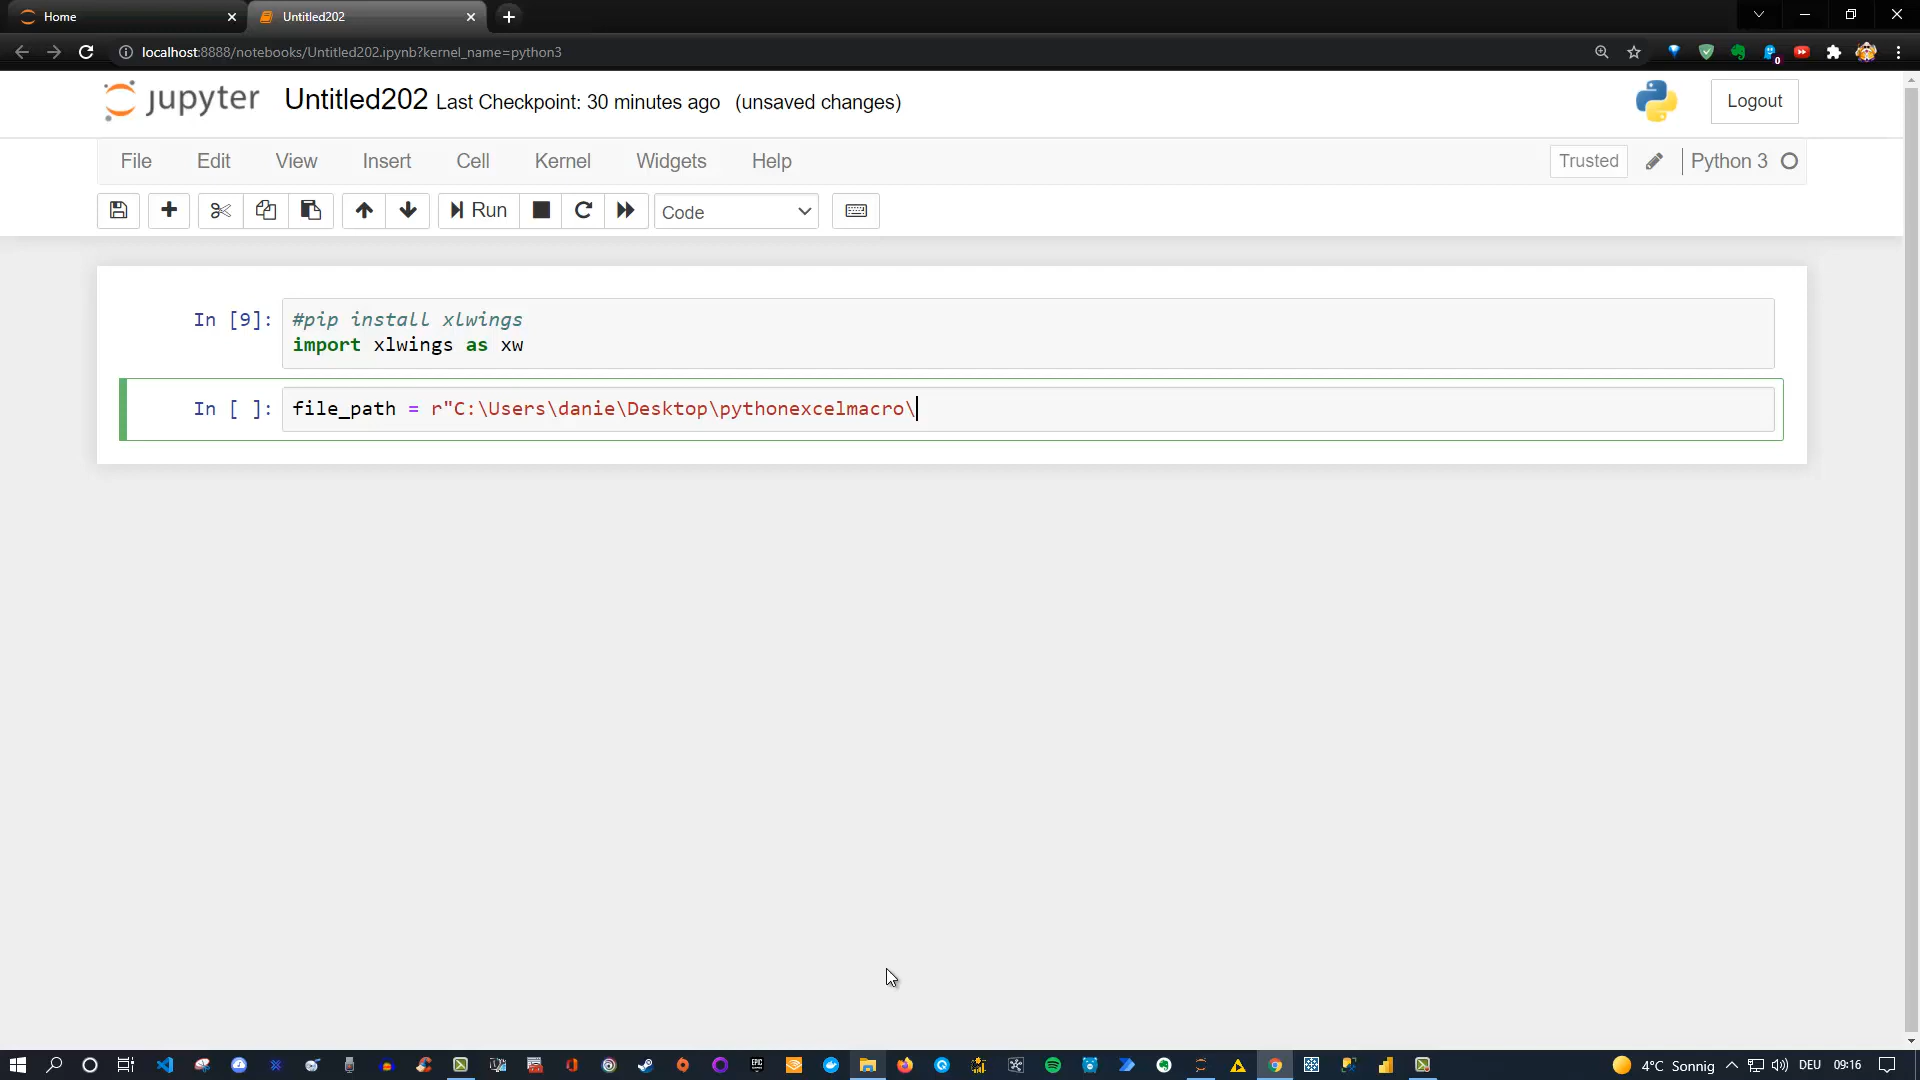 Home
Untitled202
localhost:8888/notebooks/Untitled202.ipynb?kernel_name=python3
0
jupyter Untitled202 Last Checkpoint: 30 minutes ago (unsaved changes)
Logout
File Edit View Insert Cell Kernel Widgets Help
Trusted
Python 3
Run
Code
In [9]: #pip install xlwings
import xlwings as xw
In [ ]: file_path = r"C:\Users\danie\Desktop\pythonexcelmacro\
EPIC
4°C Sonnig
DEU
09:16